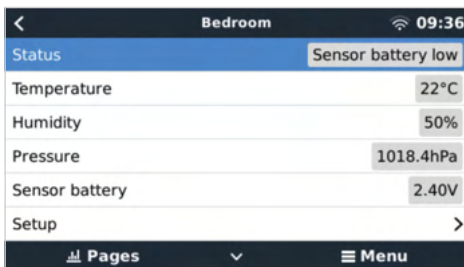 Bedroom 09:36
Status Sensor battery low
Temperature 22°C
Humidity 50%
Pressure 1018.4hPa
Sensor battery 2.40V
Setup
Pages Menu